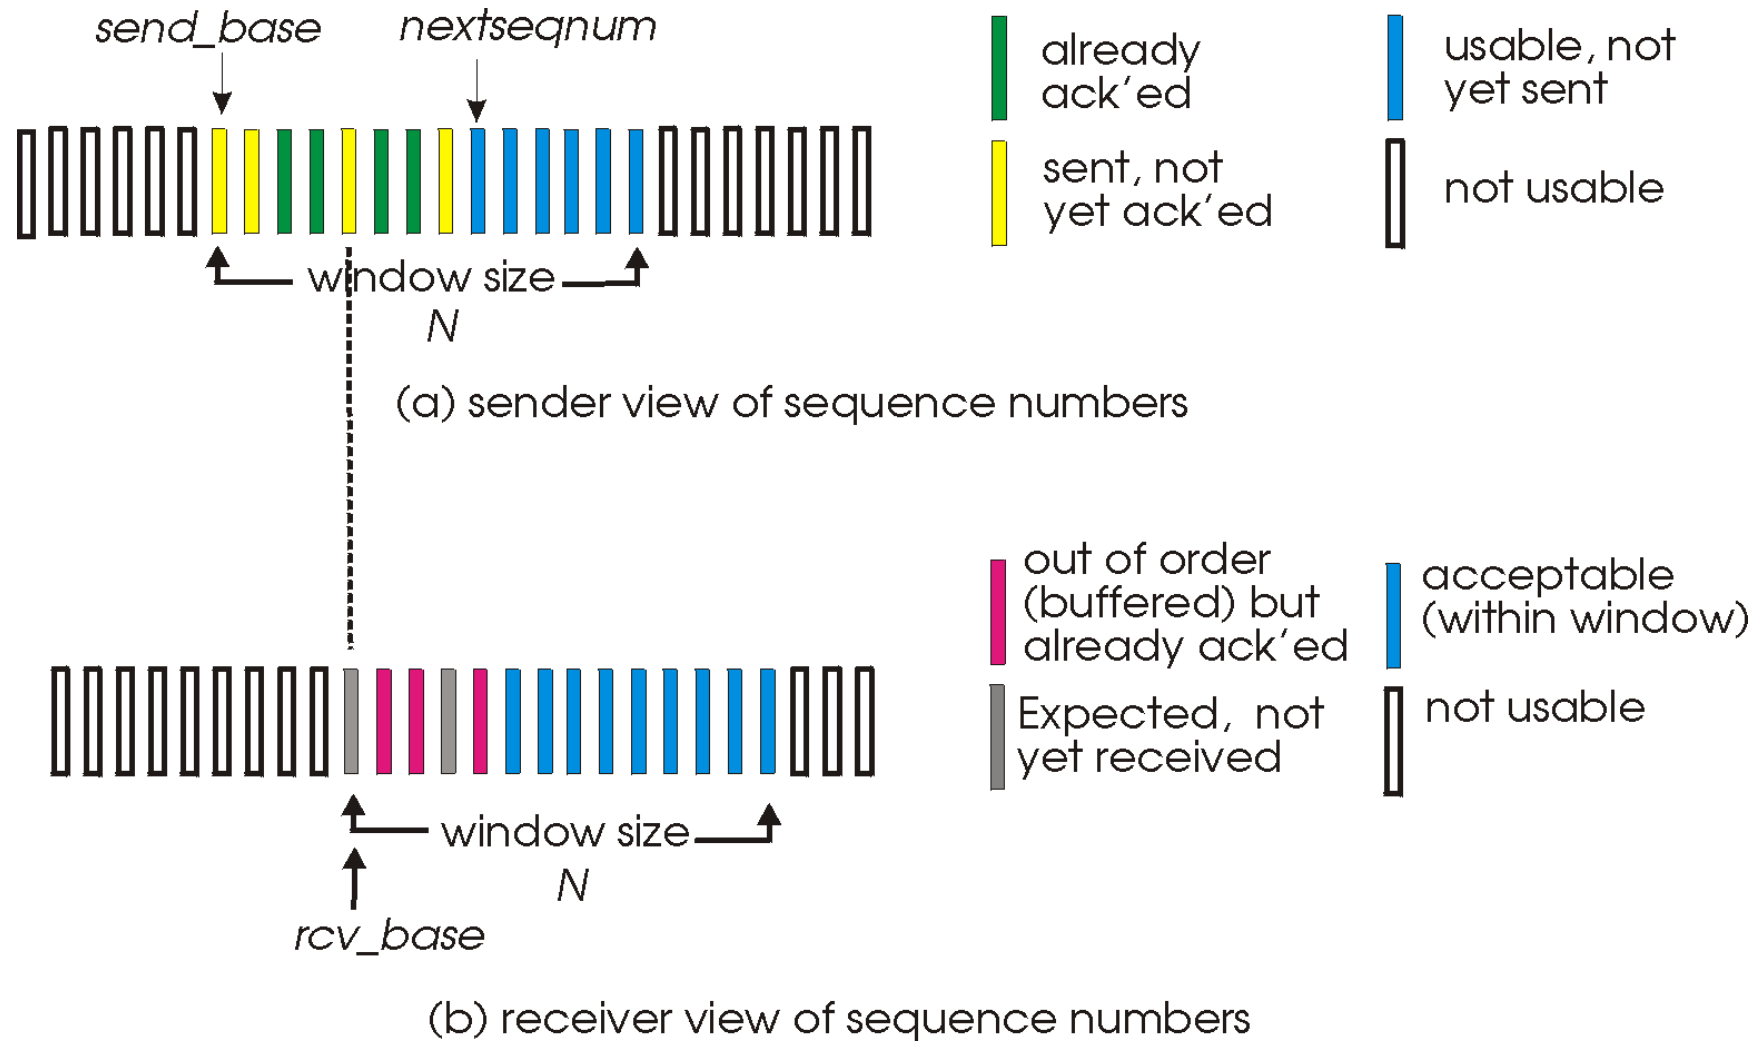 send_base
nextseqnum
already
ack'ed
usable, not
yet sent
sent, not
yet ack'ed
not usable
window size
N
(a) sender view of sequence numbers
out of order
(buffered) but
already ack'ed
acceptable
(within window)
Expected, not
yet received
not usable
window size
N
rcv_base
(b) receiver view of sequence numbers